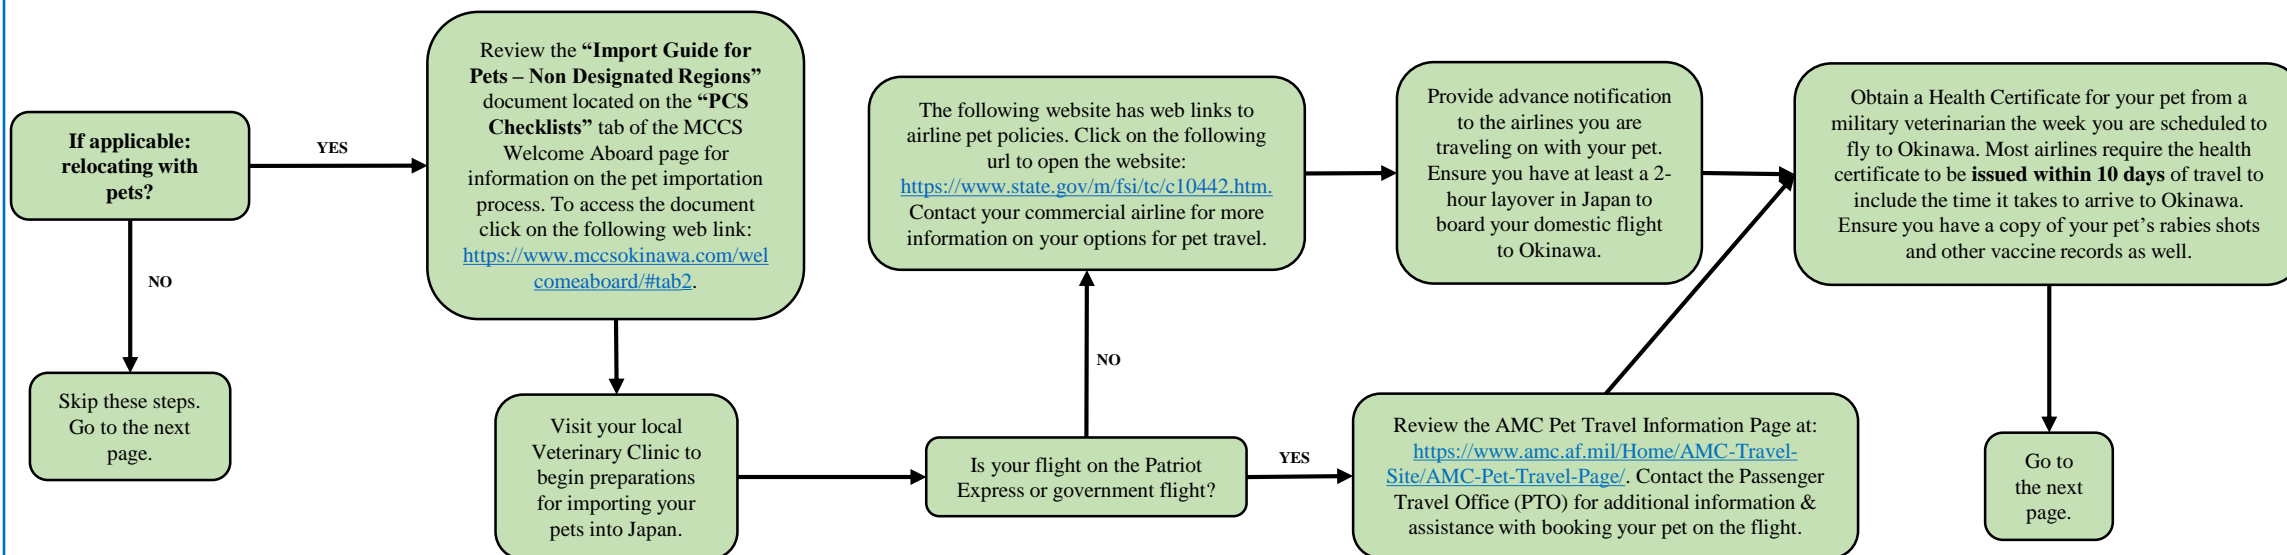 If applicable:
relocating with
pets?
YES
NO
Skip these steps.
Go to the next
page.
Review the “Import Guide for
Pets – Non Designated Regions”
document located on the “PCS
Checklists” tab of the MCCS
Welcome Aboard page for
information on the pet importation
process. To access the document
click on the following web link:
https://www.mccsokinawa.com/wel
comeaboard/#tab2.
Visit your local
Veterinary Clinic to
begin preparations
for importing your
pets into Japan.
Is your flight on the Patriot
Express or government flight?
NO
The following website has web links to
airline pet policies. Click on the following
url to open the website:
https://www.state.gov/m/fsi/tc/c10442.htm.
Contact your commercial airline for more
information on your options for pet travel.
Provide advance notification
to the airlines you are
traveling on with your pet.
Ensure you have at least a 2-
hour layover in Japan to
board your domestic flight
to Okinawa.
YES
Review the AMC Pet Travel Information Page at:
https://www.amc.af.mil/Home/AMC-Travel-
Site/AMC-Pet-Travel-Page/. Contact the Passenger
Travel Office (PTO) for additional information &
assistance with booking your pet on the flight.
Obtain a Health Certificate for your pet from a
military veterinarian the week you are scheduled to
fly to Okinawa. Most airlines require the health
certificate to be issued within 10 days of travel to
include the time it takes to arrive to Okinawa.
Ensure you have a copy of your pet’s rabies shots
and other vaccine records as well.
Go to
the next
page.